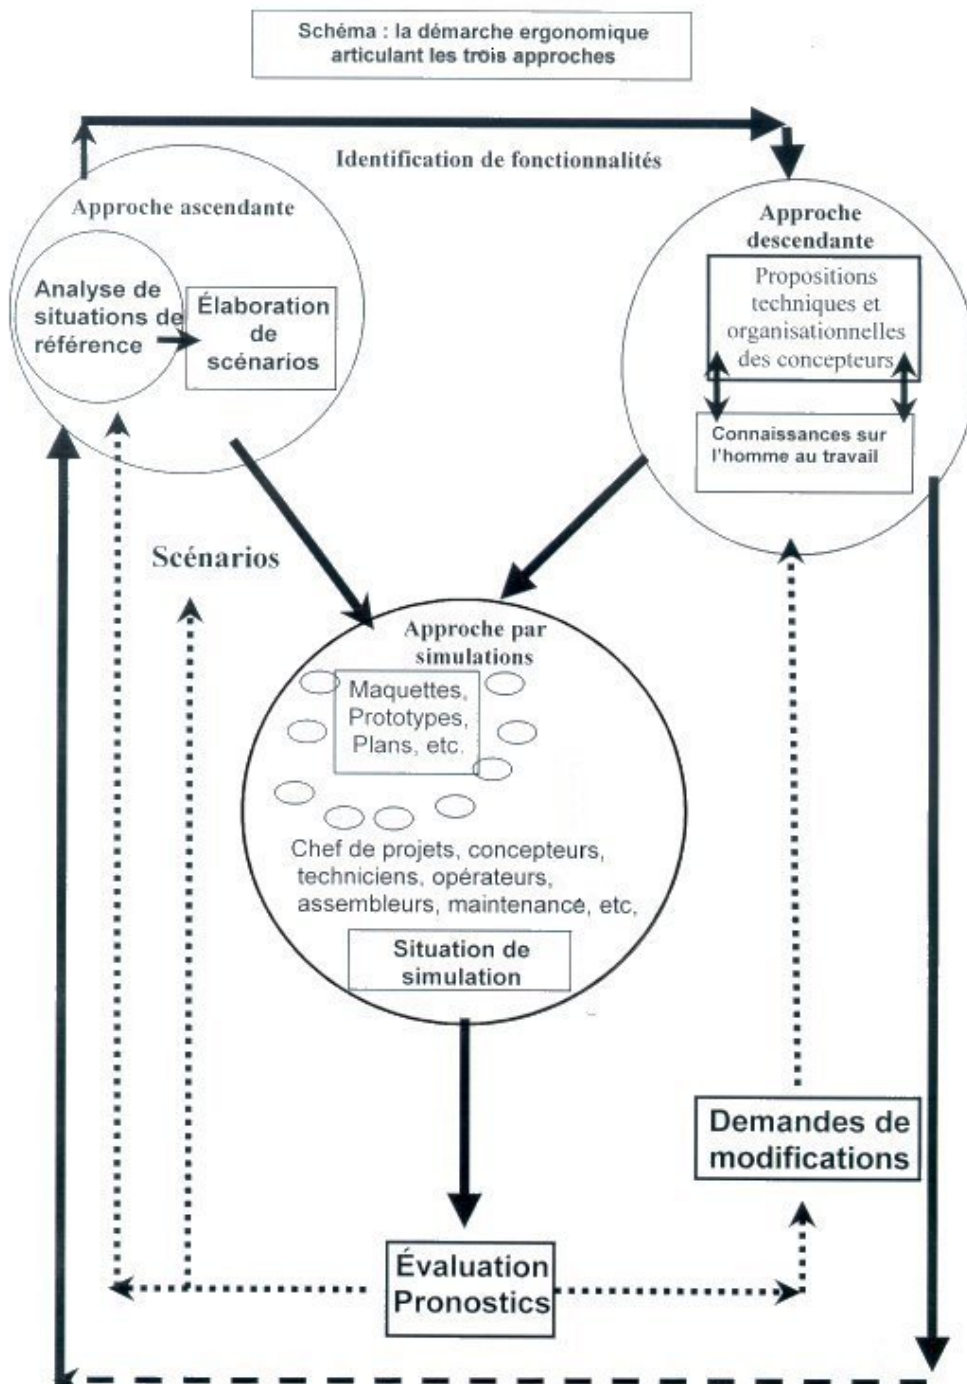 Schéma : la démarche ergonomique
articulant les trois approches
Identification de fonctionnalités
Approche ascendante
Analyse de
situations de
référence
Élaboration
de
scénarios
Approche
descendante
Propositions
techniques et
organisationnelles
des concepteurs
Connaissances sur
l'homme au travail
Scénarios
Approche par
simulations
Maquettes,
Prototypes,
Plans, etc.
Chef de projets, concepteurs,
techniciens, opérateurs,
assembleurs, maintenance, etc,
Situation de
simulation
Demandes de
modifications
Évaluation
Pronostics